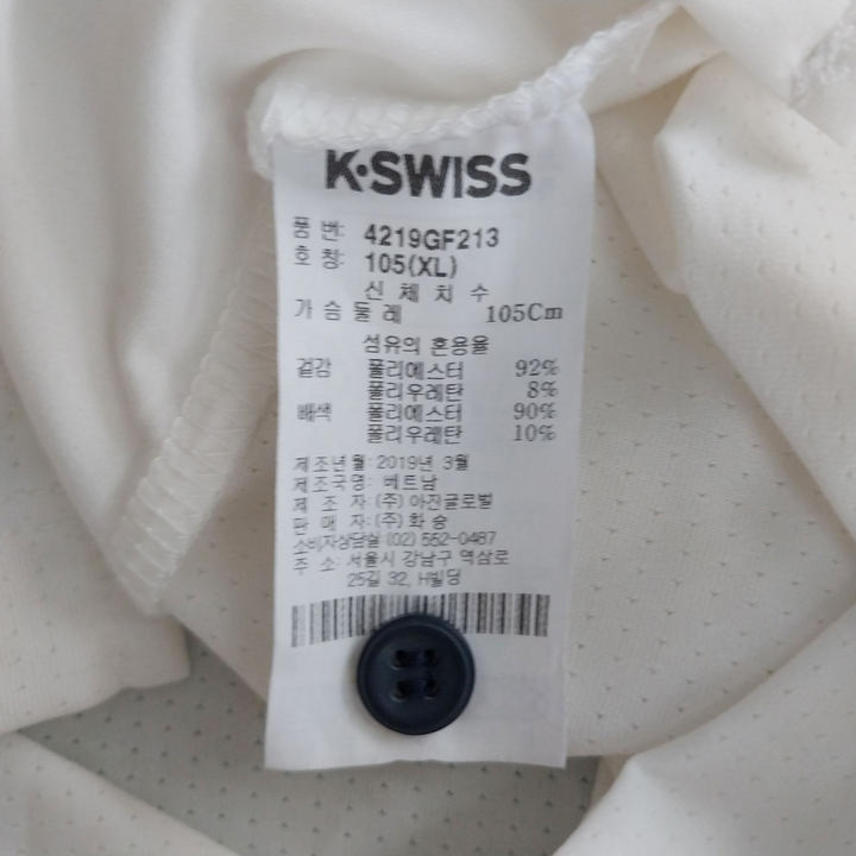 K·SWISS
품 번: 4219GF213
호 칭: 105(XL)
신 체 치 수
가 슴 둘 레 105Cm
섬유의 혼용율
겉감 폴리에스터 92%
폴리우레탄 8%
배색 폴리에스터 90%
폴리우레탄 10%
제조년월: 2019년 3월
제조국명: 베트남
제 조 자: (주) 아진글로벌
판 매 자: (주) 화 승
소비자상담실 (02) 552-0487
주 소: 서울시 강남구 역삼로
25길 32, H빌딩